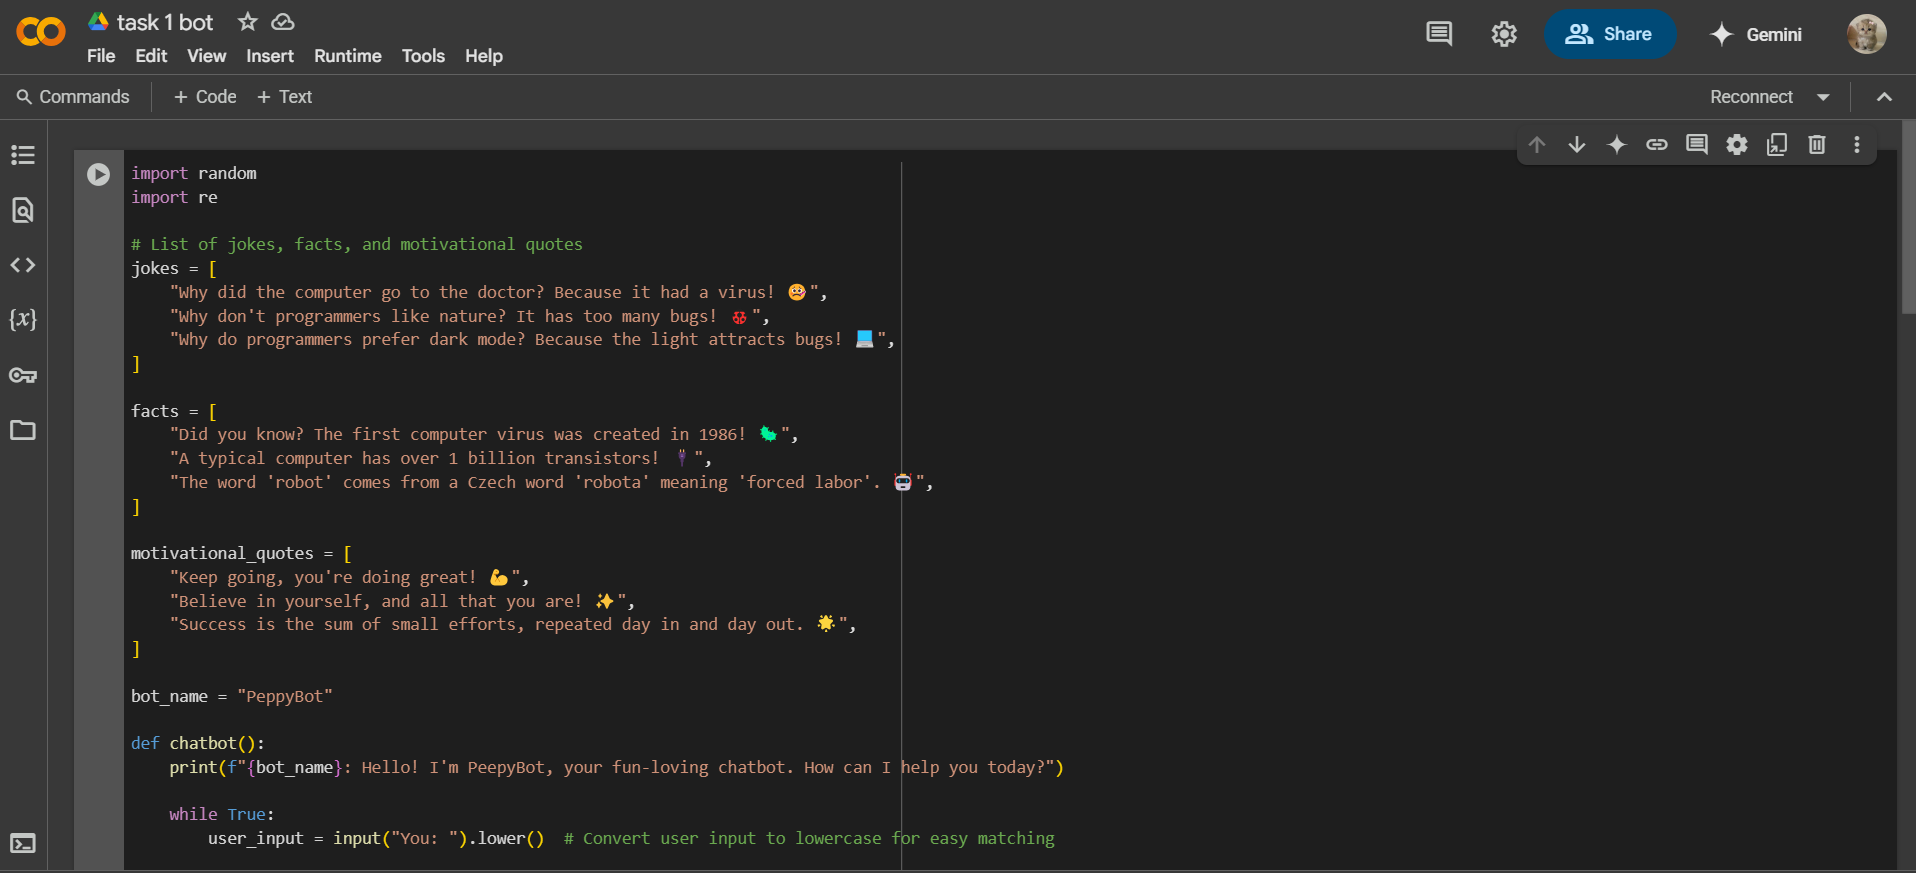 task 1 bot
File Edit View Insert Runtime Tools Help
Share
Gemini
Commands + Code + Text
Reconnect
import random
import re
# List of jokes, facts, and motivational quotes
jokes = [
"Why did the computer go to the doctor? Because it had a virus! 🤒",
"Why don't programmers like nature? It has too many bugs! 🐞",
"Why do programmers prefer dark mode? Because the light attracts bugs! 💻",
]
facts = [
"Did you know? The first computer virus was created in 1986! 🦠",
"A typical computer has over 1 billion transistors! 🔌",
"The word 'robot' comes from a Czech word 'robota' meaning 'forced labor'. 🤖",
]
motivational_quotes = [
"Keep going, you're doing great! 💪",
"Believe in yourself, and all that you are! ✨",
"Success is the sum of small efforts, repeated day in and day out. 🌟",
]
bot_name = "PeppyBot"
def chatbot():
print(f"{bot_name}: Hello! I'm PeepyBot, your fun-loving chatbot. How can I help you today?")
while True:
user_input = input("You: ").lower()  # Convert user input to lowercase for easy matching